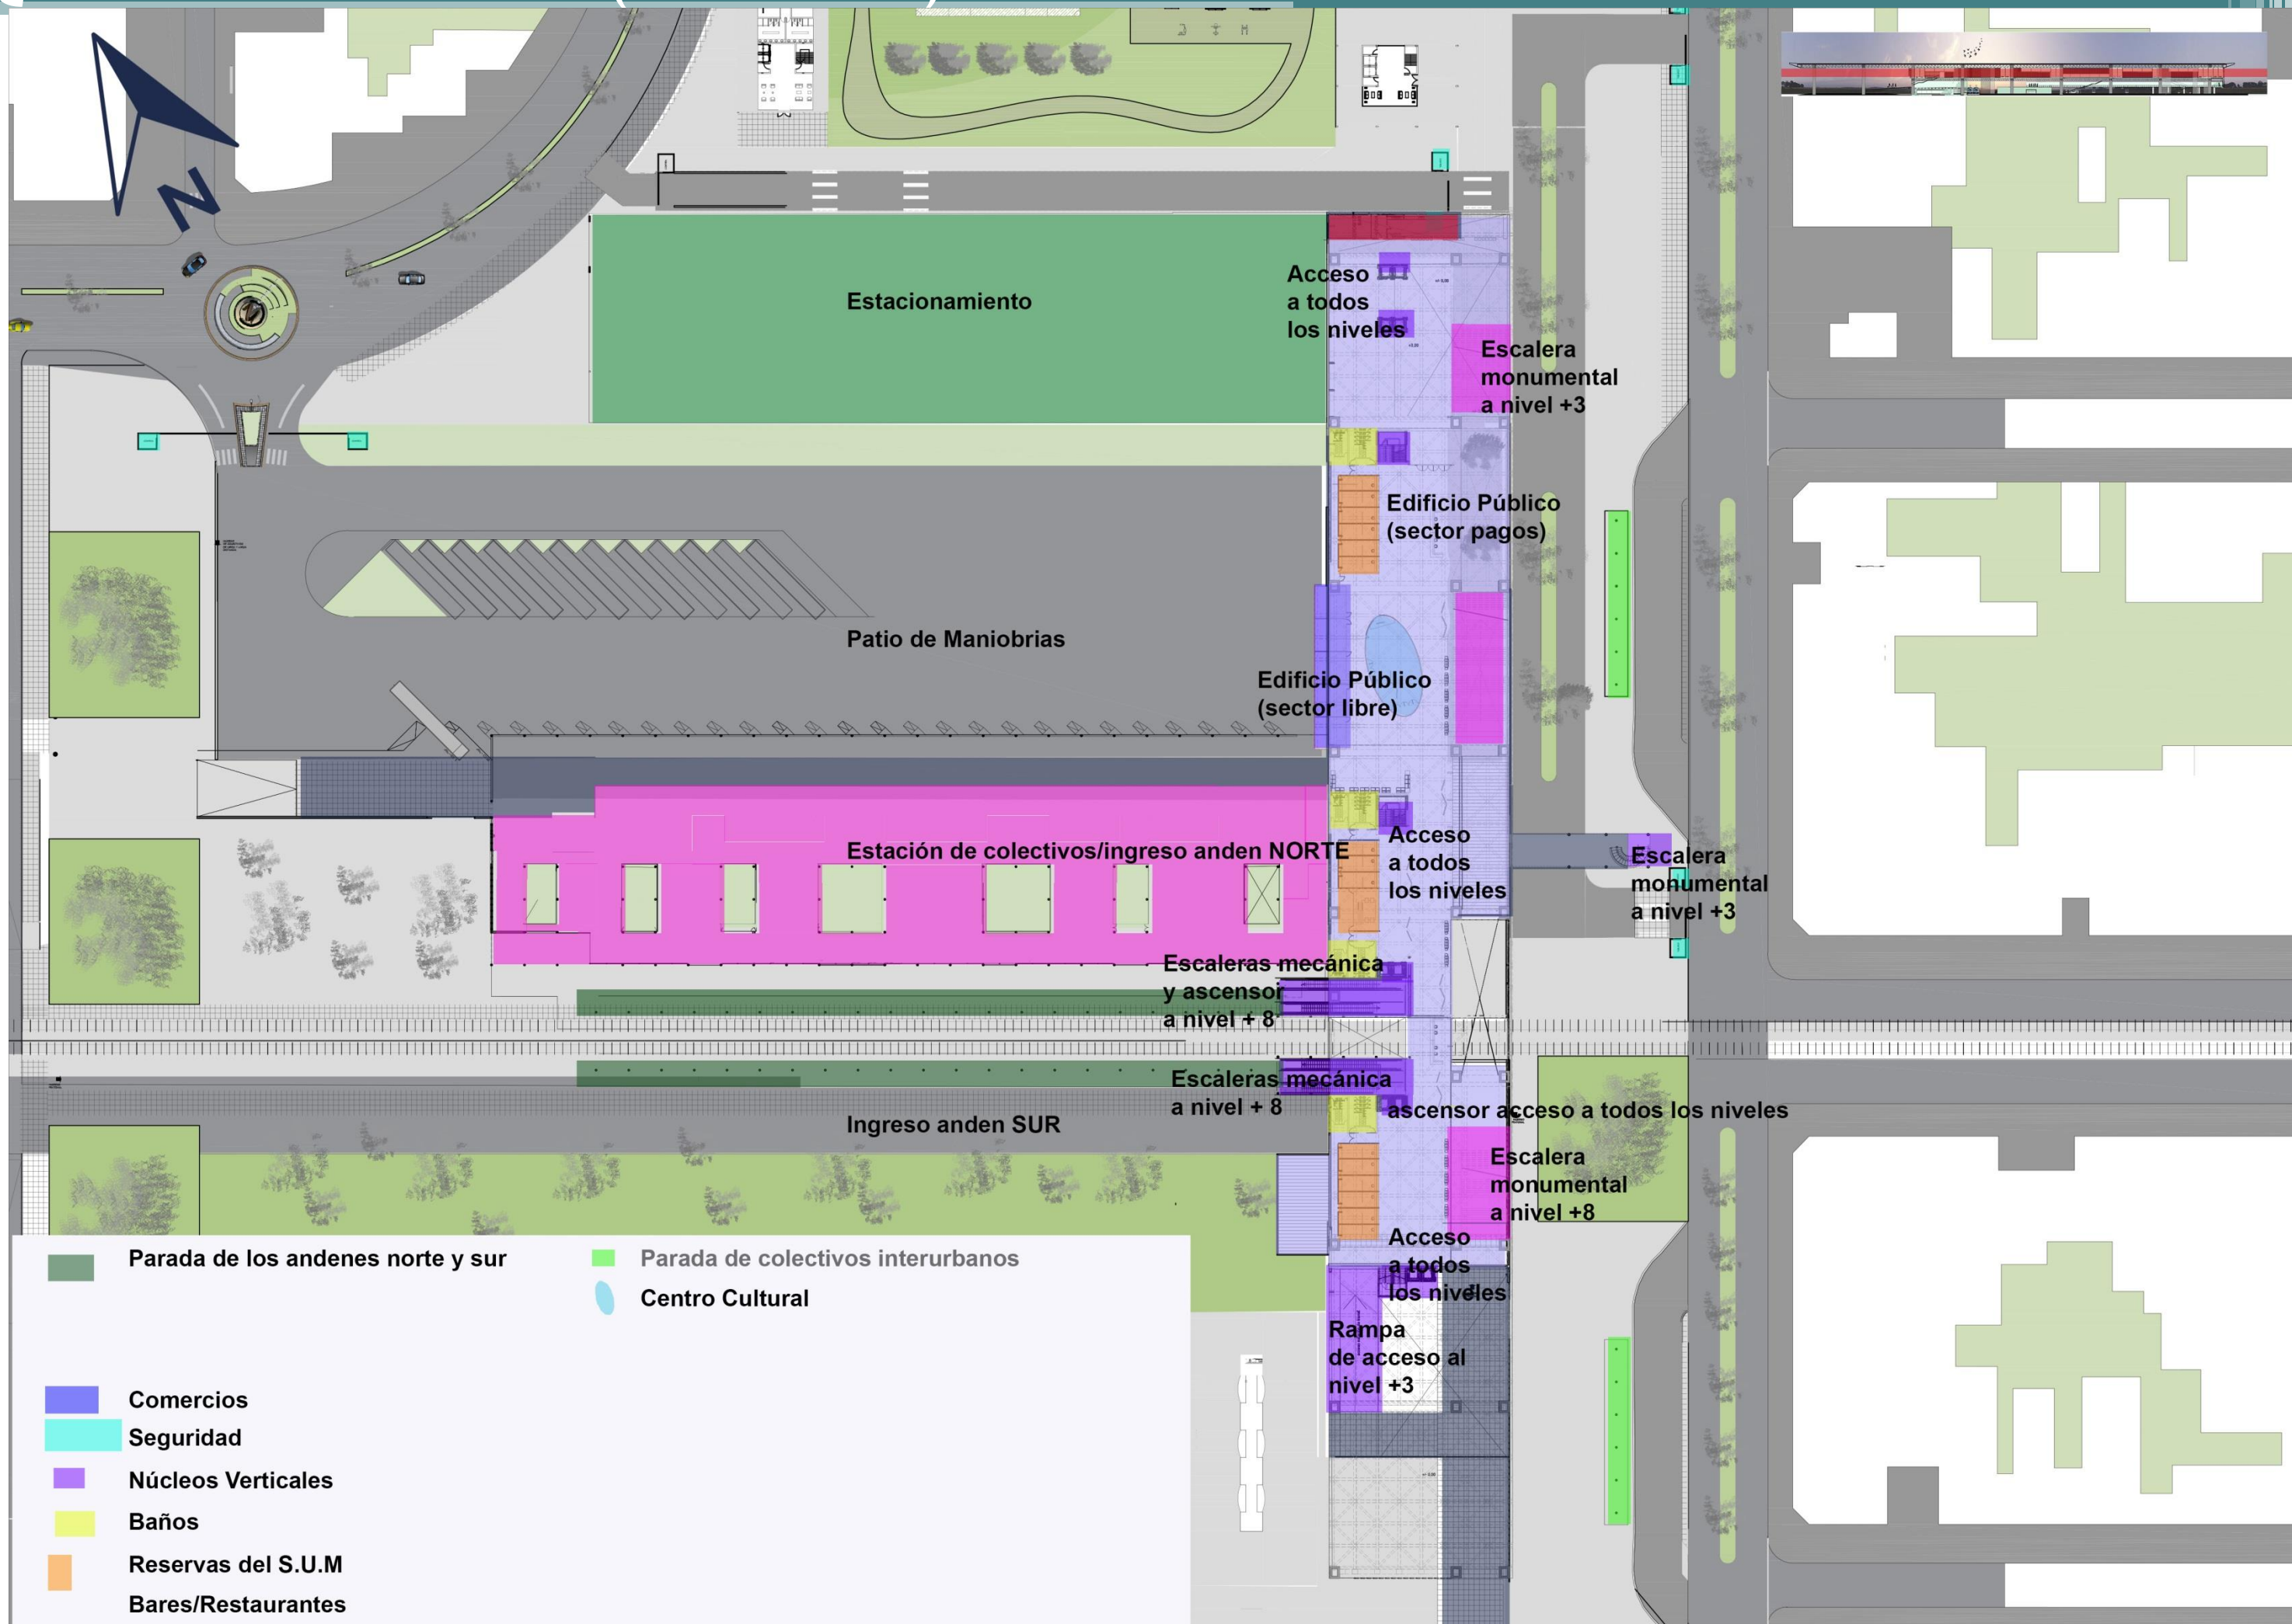 N
Estacionamiento
Acceso
a todos
los niveles
Escalera
monumental
a nivel +3
Edificio Público
(sector pagos)
Patio de Maniobrias
Edificio Público
(sector libre)
Estación de colectivos/ingreso anden NORTE
Acceso
a todos
los niveles
Escalera
monumental
a nivel +3
Escaleras mecánica
y ascensor
a nivel + 8
Escaleras mecánica
a nivel + 8
ascensor acceso a todos los niveles
Ingreso anden SUR
Escalera
monumental
a nivel +8
Acceso
a todos
los niveles
Rampa
de acceso al
nivel +3
Parada de los andenes norte y sur
Parada de colectivos interurbanos
Centro Cultural
Comercios
Seguridad
Núcleos Verticales
Baños
Reservas del S.U.M
Bares/Restaurantes